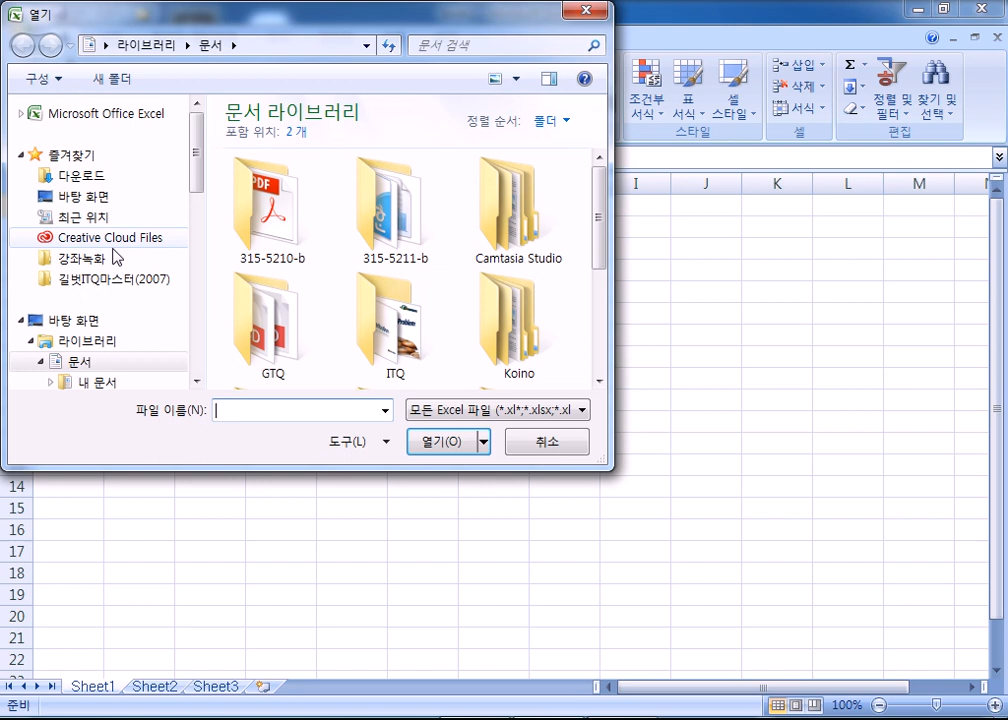 열기
라이브러리 ▸ 문서 ▸
문서 검색
구성
새 폴더
Microsoft Office Excel
즐겨찾기
다운로드
바탕 화면
최근 위치
Creative Cloud Files
강좌녹화
길벗ITQ마스터(2007)
바탕 화면
라이브러리
문서
내 문서
문서 라이브러리
포함 위치: 2 개
정렬 순서: 폴더
PDF
315-5210-b
315-5211-b
Camtasia Studio
GTQ
ITQ
Koino
파일 이름(N):
모든 Excel 파일 (*.xl*;*.xlsx;*.xl
도구(L)
열기(O)
취소
조건부 서식
표 서식
셀 스타일
스타일
삽입
삭제
서식
셀
Σ
정렬 및 필터
찾기 및 선택
편집
I J K L M N
14
15
16
17
18
19
20
21
22
23
Sheet1 Sheet2 Sheet3
준비
100%